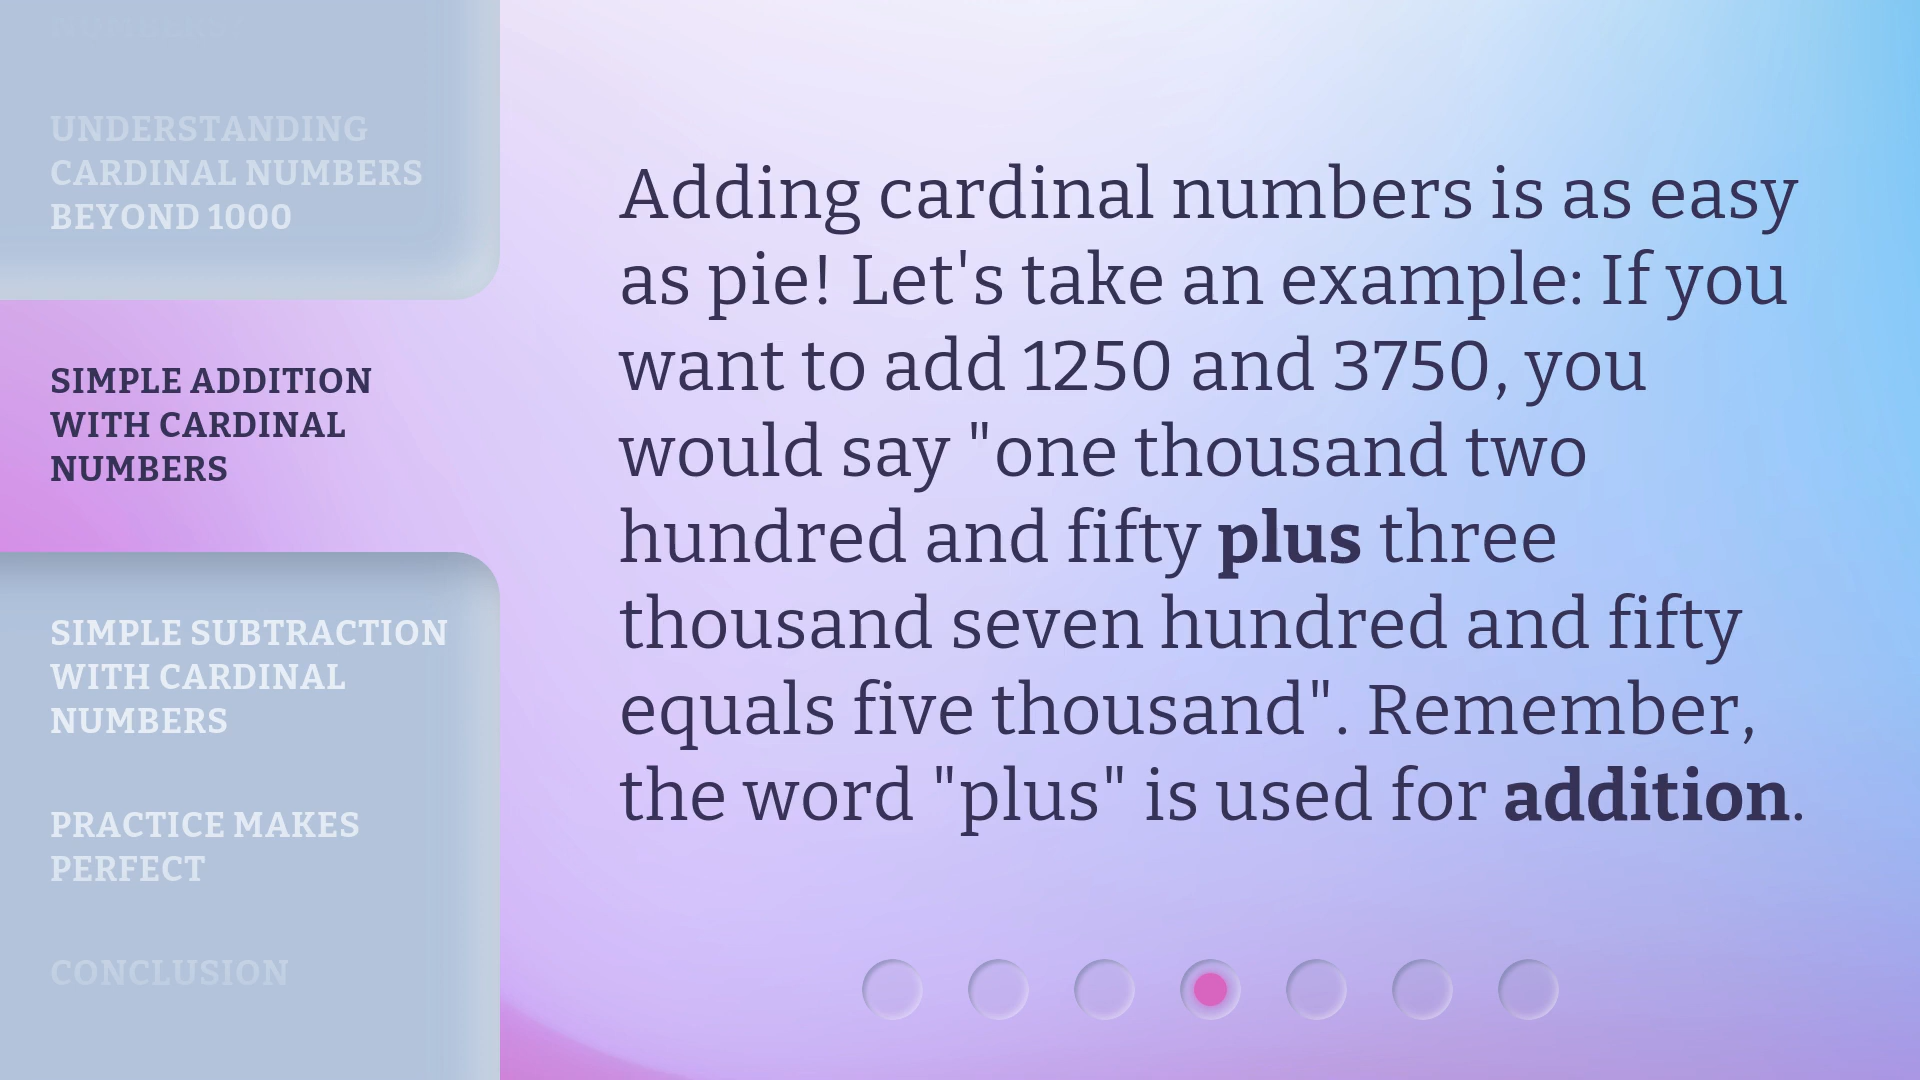 NUMBERS?
UNDERSTANDING
CARDINAL NUMBERS
BEYOND 1000
SIMPLE ADDITION
WITH CARDINAL
NUMBERS
SIMPLE SUBTRACTION
WITH CARDINAL
NUMBERS
PRACTICE MAKES
PERFECT
CONCLUSION
Adding cardinal numbers is as easy
as pie! Let's take an example: If you
want to add 1250 and 3750, you
would say "one thousand two
hundred and fifty plus three
thousand seven hundred and fifty
equals five thousand". Remember,
the word "plus" is used for addition.